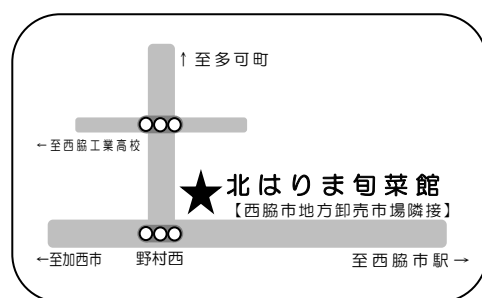 ↑至多可町
←至西脇工業高校
★北はりま旬菜館
【西脇市地方卸売市場隣接】
←至加西市
野村西
至西脇市駅→